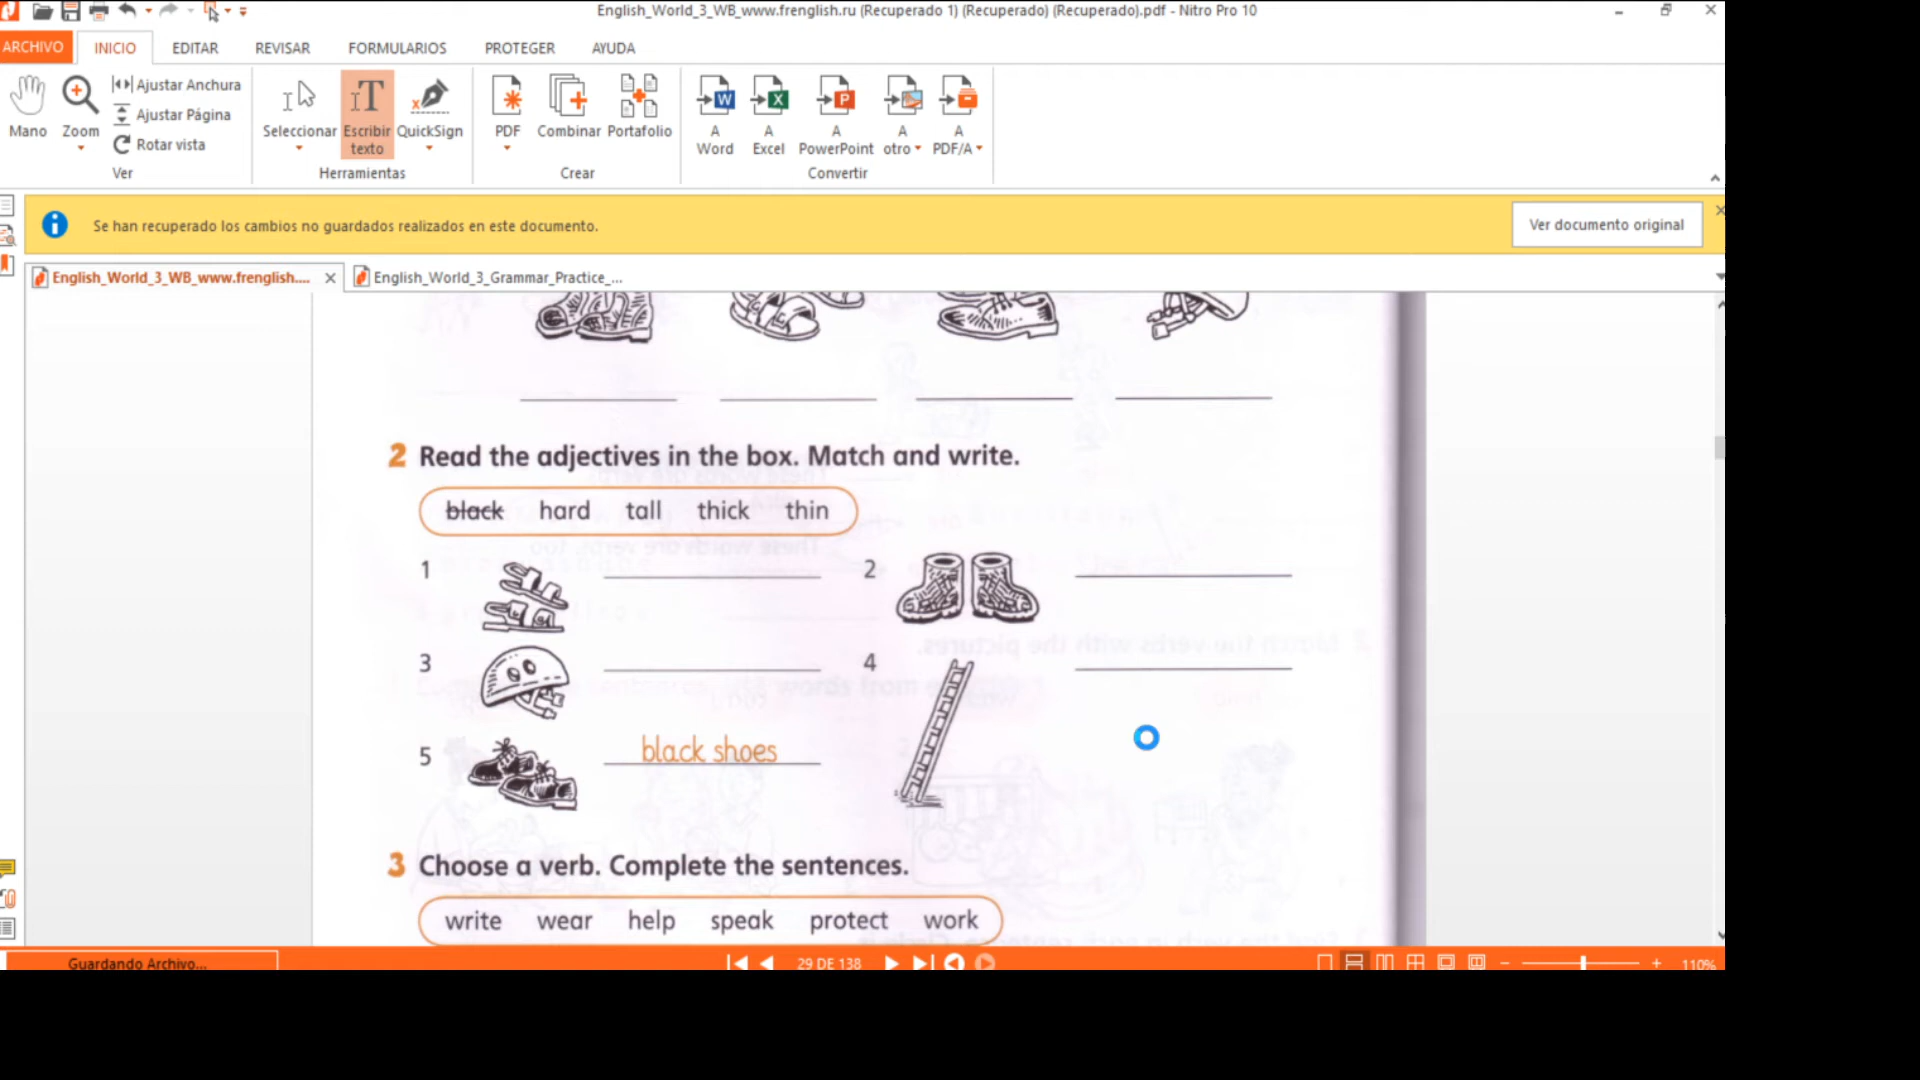 English_World_3_WB_www.frenglish.ru (Recuperado 1) (Recuperado) (Recuperado).pdf - Nitro Pro 10
ARCHIVO INICIO EDITAR REVISAR FORMULARIOS PROTEGER AYUDA
Mano
Zoom
Ajustar Anchura
Ajustar Página
Rotar vista
Ver
Seleccionar
Escribir texto
QuickSign
Herramientas
PDF
Combinar
Portafolio
Crear
A Word
A Excel
A PowerPoint
A otro
A PDF/A
Convertir
Se han recuperado los cambios no guardados realizados en este documento.
Ver documento original
English_World_3_WB_www.frenglish....
English_World_3_Grammar_Practice_...
2 Read the adjectives in the box. Match and write.
black hard tall thick thin
1
2
3
4
5 black shoes
3 Choose a verb. Complete the sentences.
write wear help speak protect work
Guardando Archivo...
29 DE 138
110%